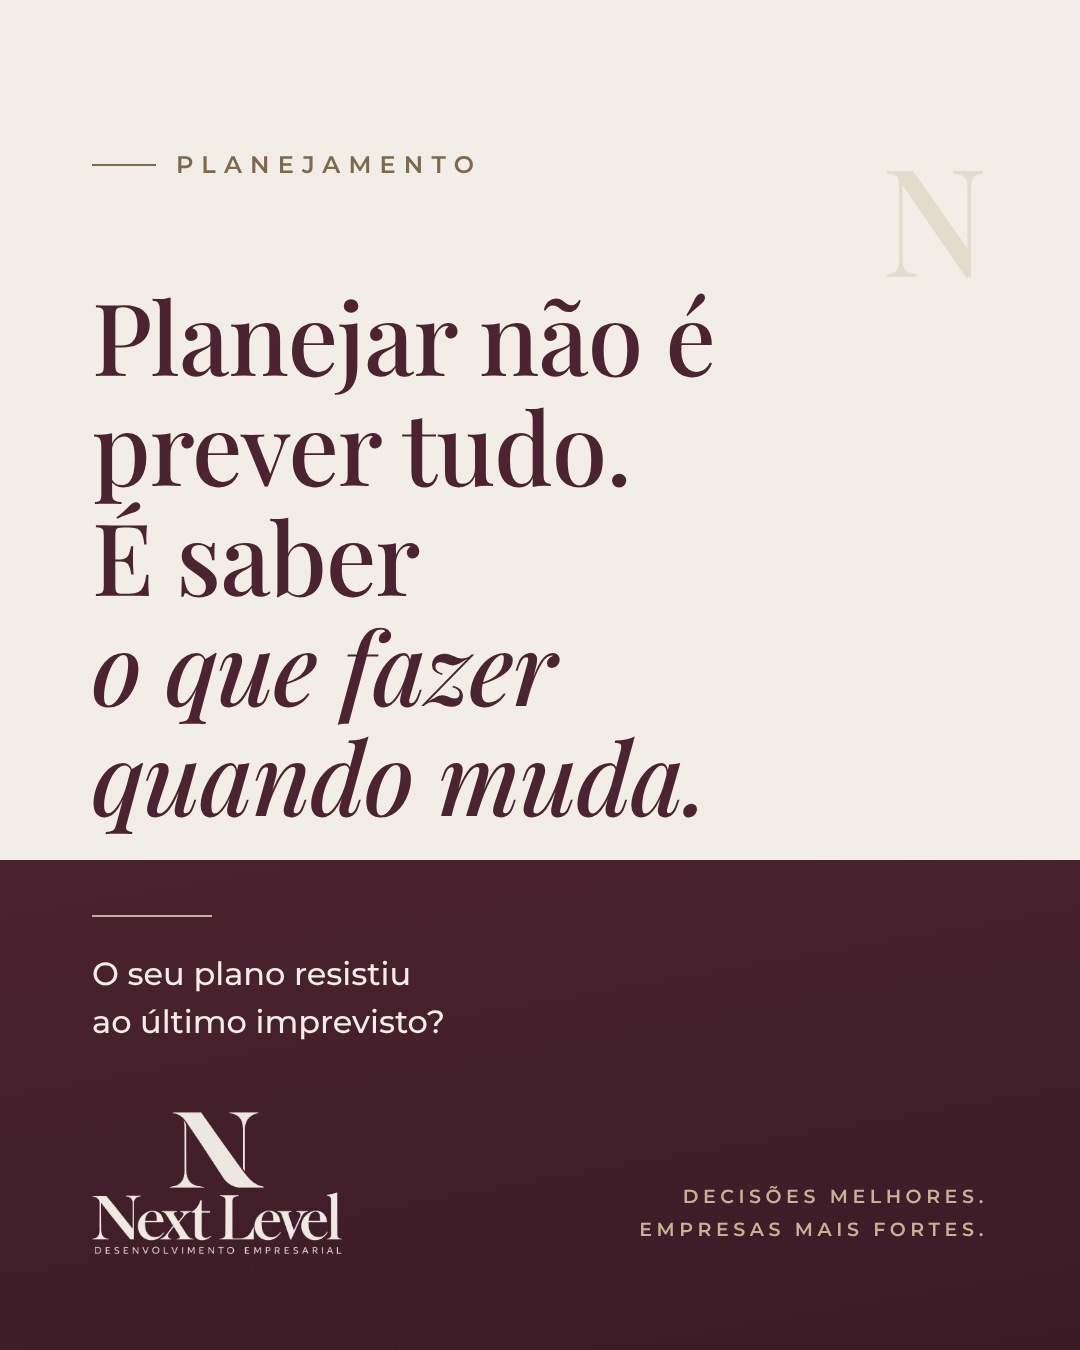 PLANEJAMENTO
N
Planejar não é
prever tudo.
É saber
o que fazer
quando muda.
O seu plano resistiu
ao último imprevisto?
N
Next Level
DESENVOLVIMENTO EMPRESARIAL
DECISÕES MELHORES.
EMPRESAS MAIS FORTES.